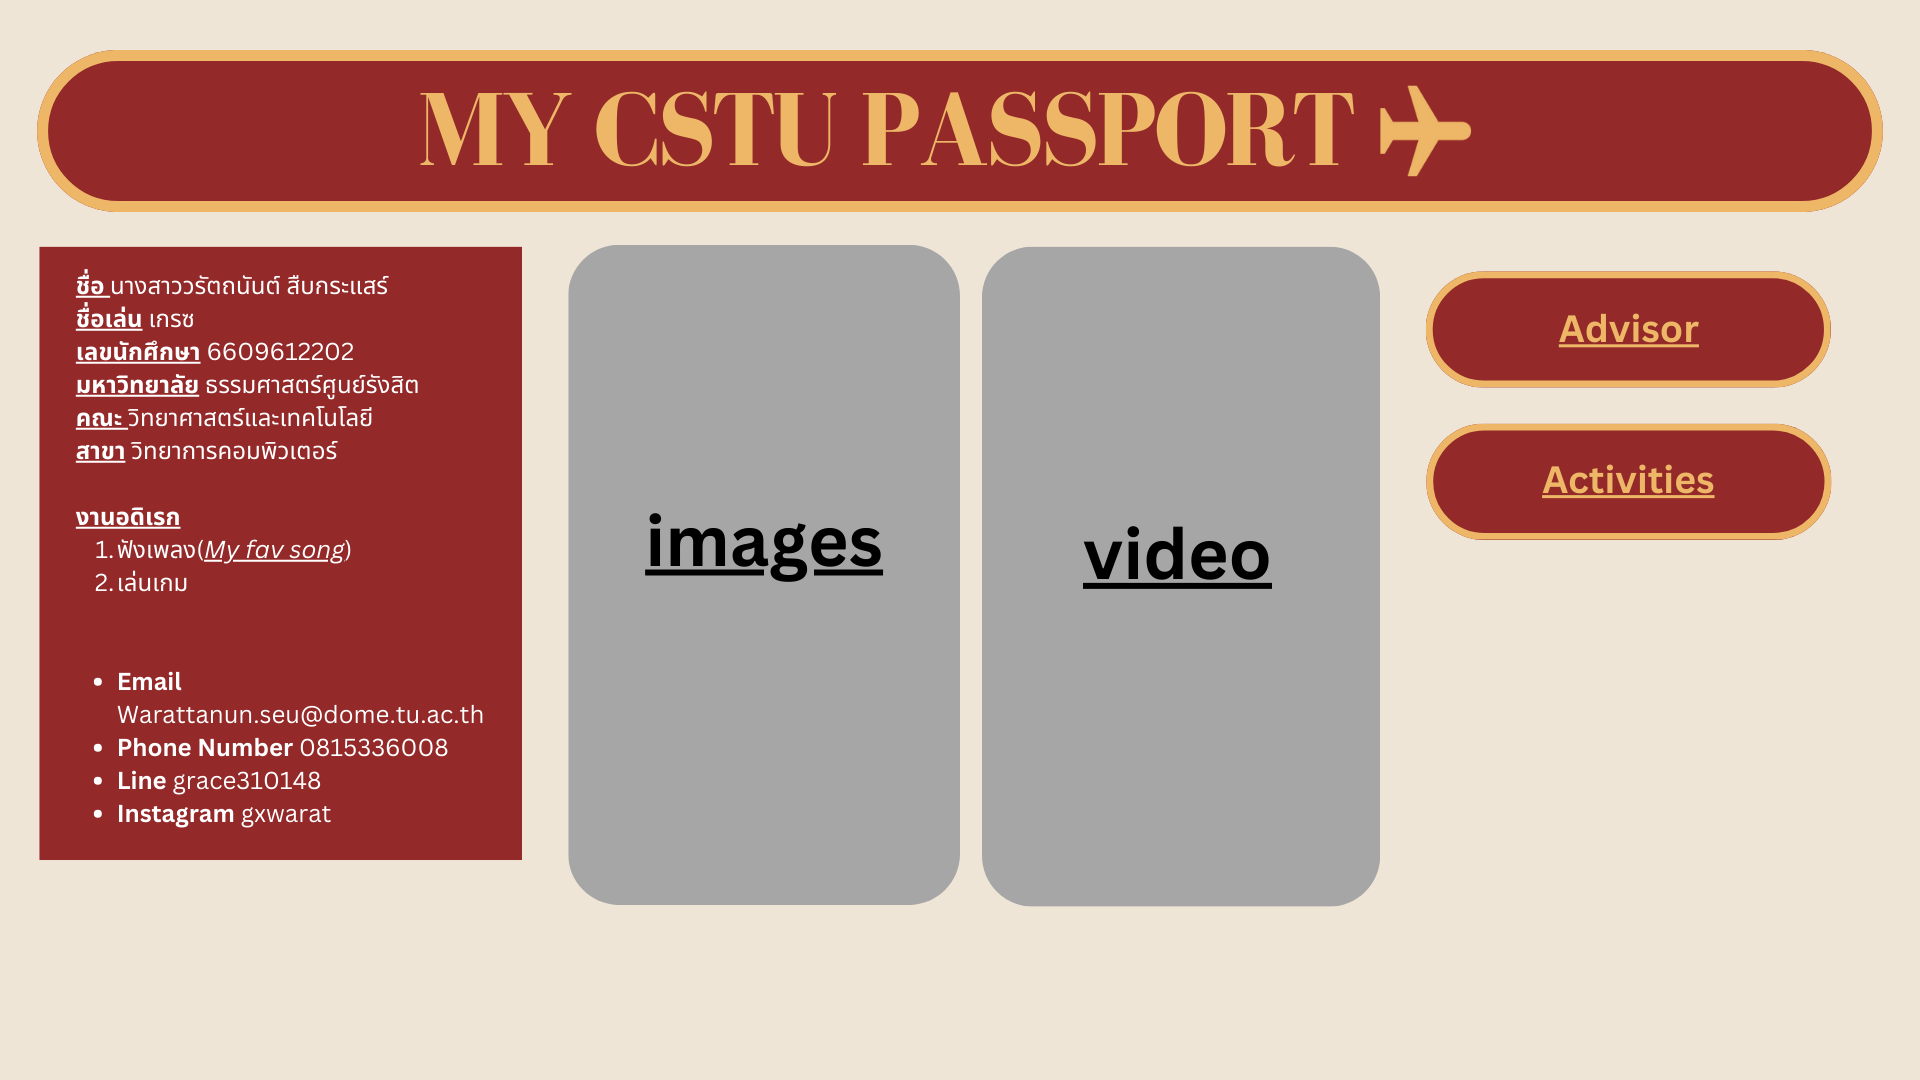 MY CSTU PASSPORT
ชื่อ นางสาววรัตถนันต์ สืบกระแสร์
ชื่อเล่น เกรซ
เลขนักศึกษา 6609612202
มหาวิทยาลัย ธรรมศาสตร์ศูนย์รังสิต
คณะ วิทยาศาสตร์และเทคโนโลยี
สาขา วิทยาการคอมพิวเตอร์
งานอดิเรก
1. ฟังเพลง(My fav song)
2. เล่นเกม
• Email
Warattanun.seu@dome.tu.ac.th
• Phone Number 0815336008
• Line grace310148
• Instagram gxwarat
images
video
Advisor
Activities